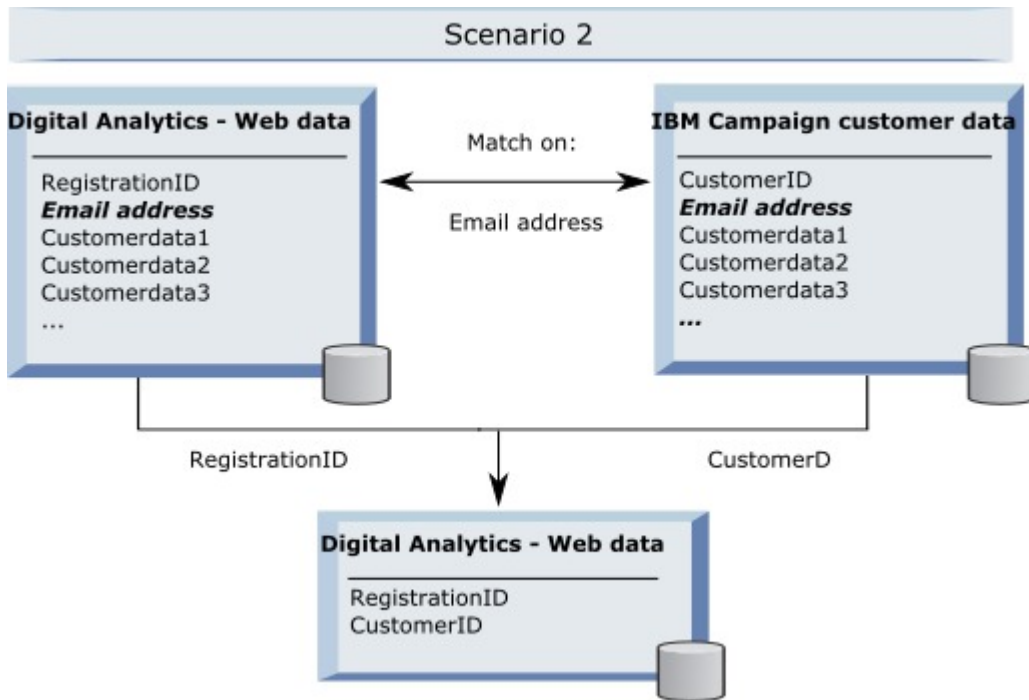 Scenario 2
Digital Analytics - Web data
RegistrationID
Email address
Customerdata1
Customerdata2
Customerdata3
...
Match on:
Email address
IBM Campaign customer data
CustomerID
Email address
Customerdata1
Customerdata2
Customerdata3
...
RegistrationID
CustomerD
Digital Analytics - Web data
RegistrationID
CustomerID